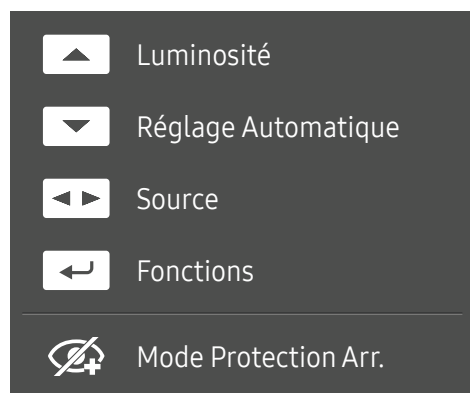 Luminosité
Réglage Automatique
Source
Fonctions
Mode Protection Arr.